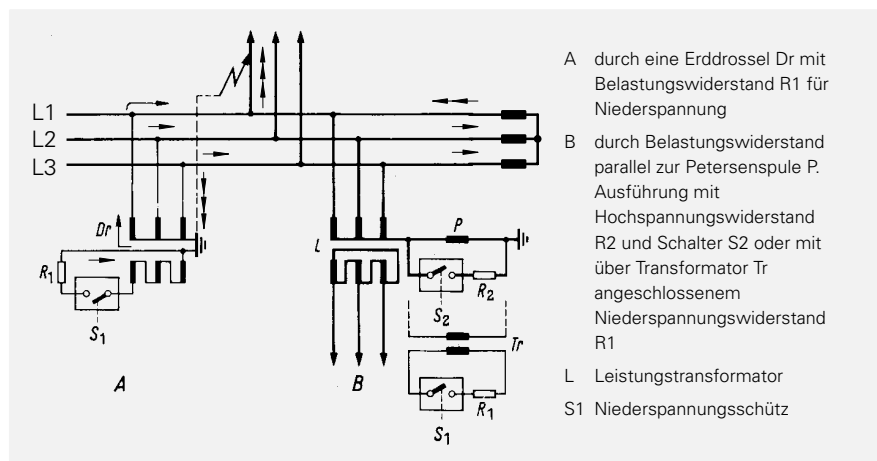 L1
L2
L3
Dr
R1
S1
A
L
P
R2
S2
Tr
R1
S1
B
A durch eine Erddrossel Dr mit
Belastungswiderstand R1 für
Niederspannung
B durch Belastungswiderstand
parallel zur Petersenspule P.
Ausführung mit
Hochspannungswiderstand
R2 und Schalter S2 oder mit
über Transformator Tr
angeschlossenem
Niederspannungswiderstand
R1
L Leistungstransformator
S1 Niederspannungsschütz